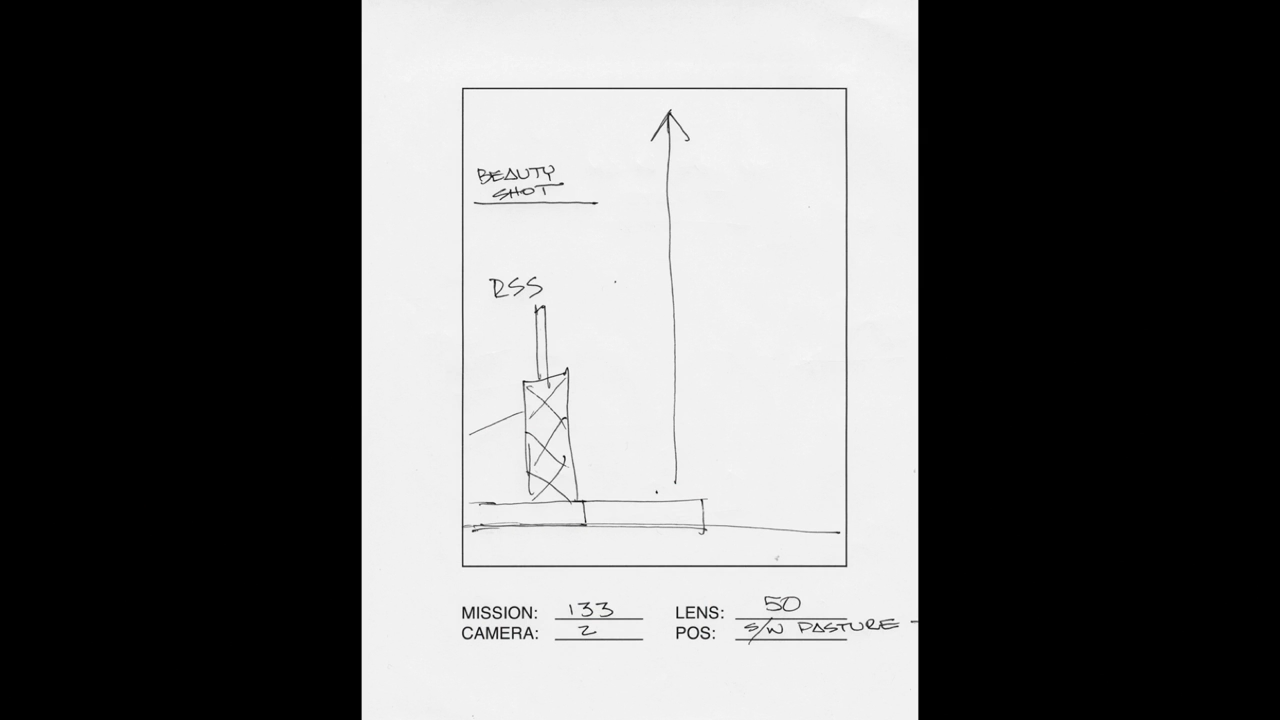 BEAUTY
SHOT
RSS
MISSION: 133
LENS: 50
CAMERA: 2
POS: S/W PASTURE -